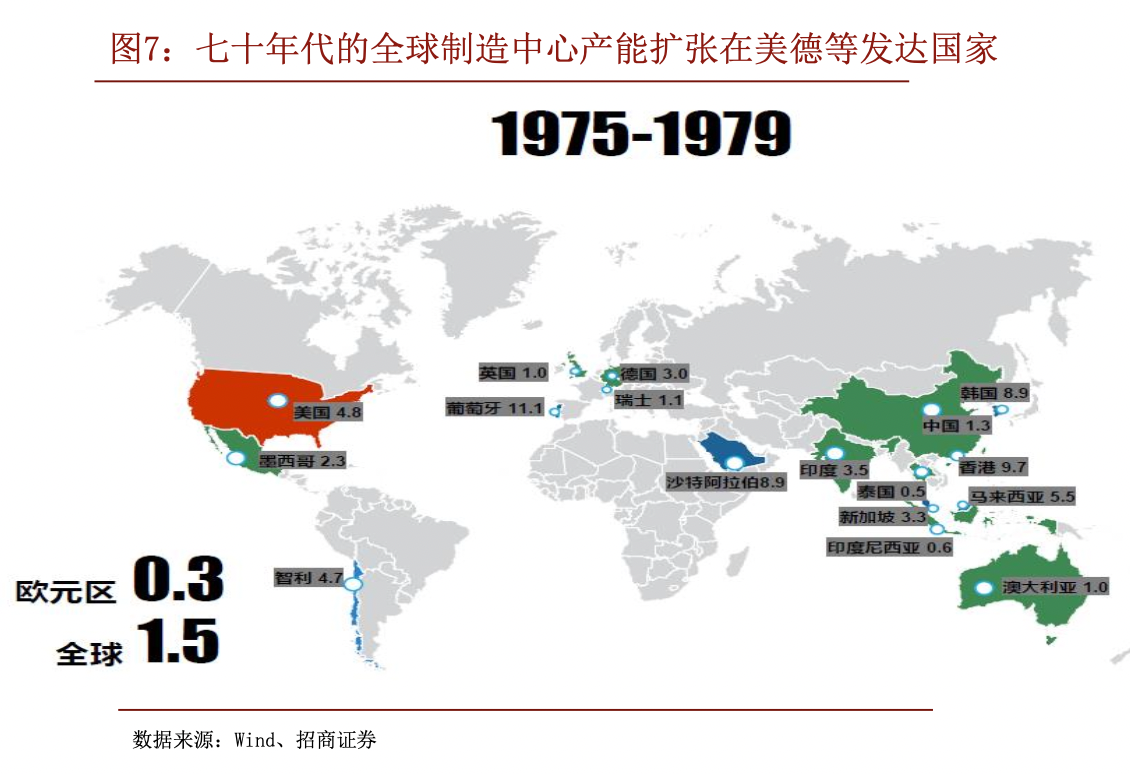 图7：七十年代的全球制造中心产能扩张在美德等发达国家
1975-1979
英国 1.0
德国 3.0
瑞士 1.1
葡萄牙 11.1
韩国 8.9
美国 4.8
中国 1.3
墨西哥 2.3
沙特阿拉伯8.9
印度 3.5
香港 9.7
泰国 0.5
马来西亚 5.5
新加坡 3.3
印度尼西亚 0.6
智利 4.7
澳大利亚 1.0
欧元区 0.3
全球 1.5
数据来源：Wind、招商证券